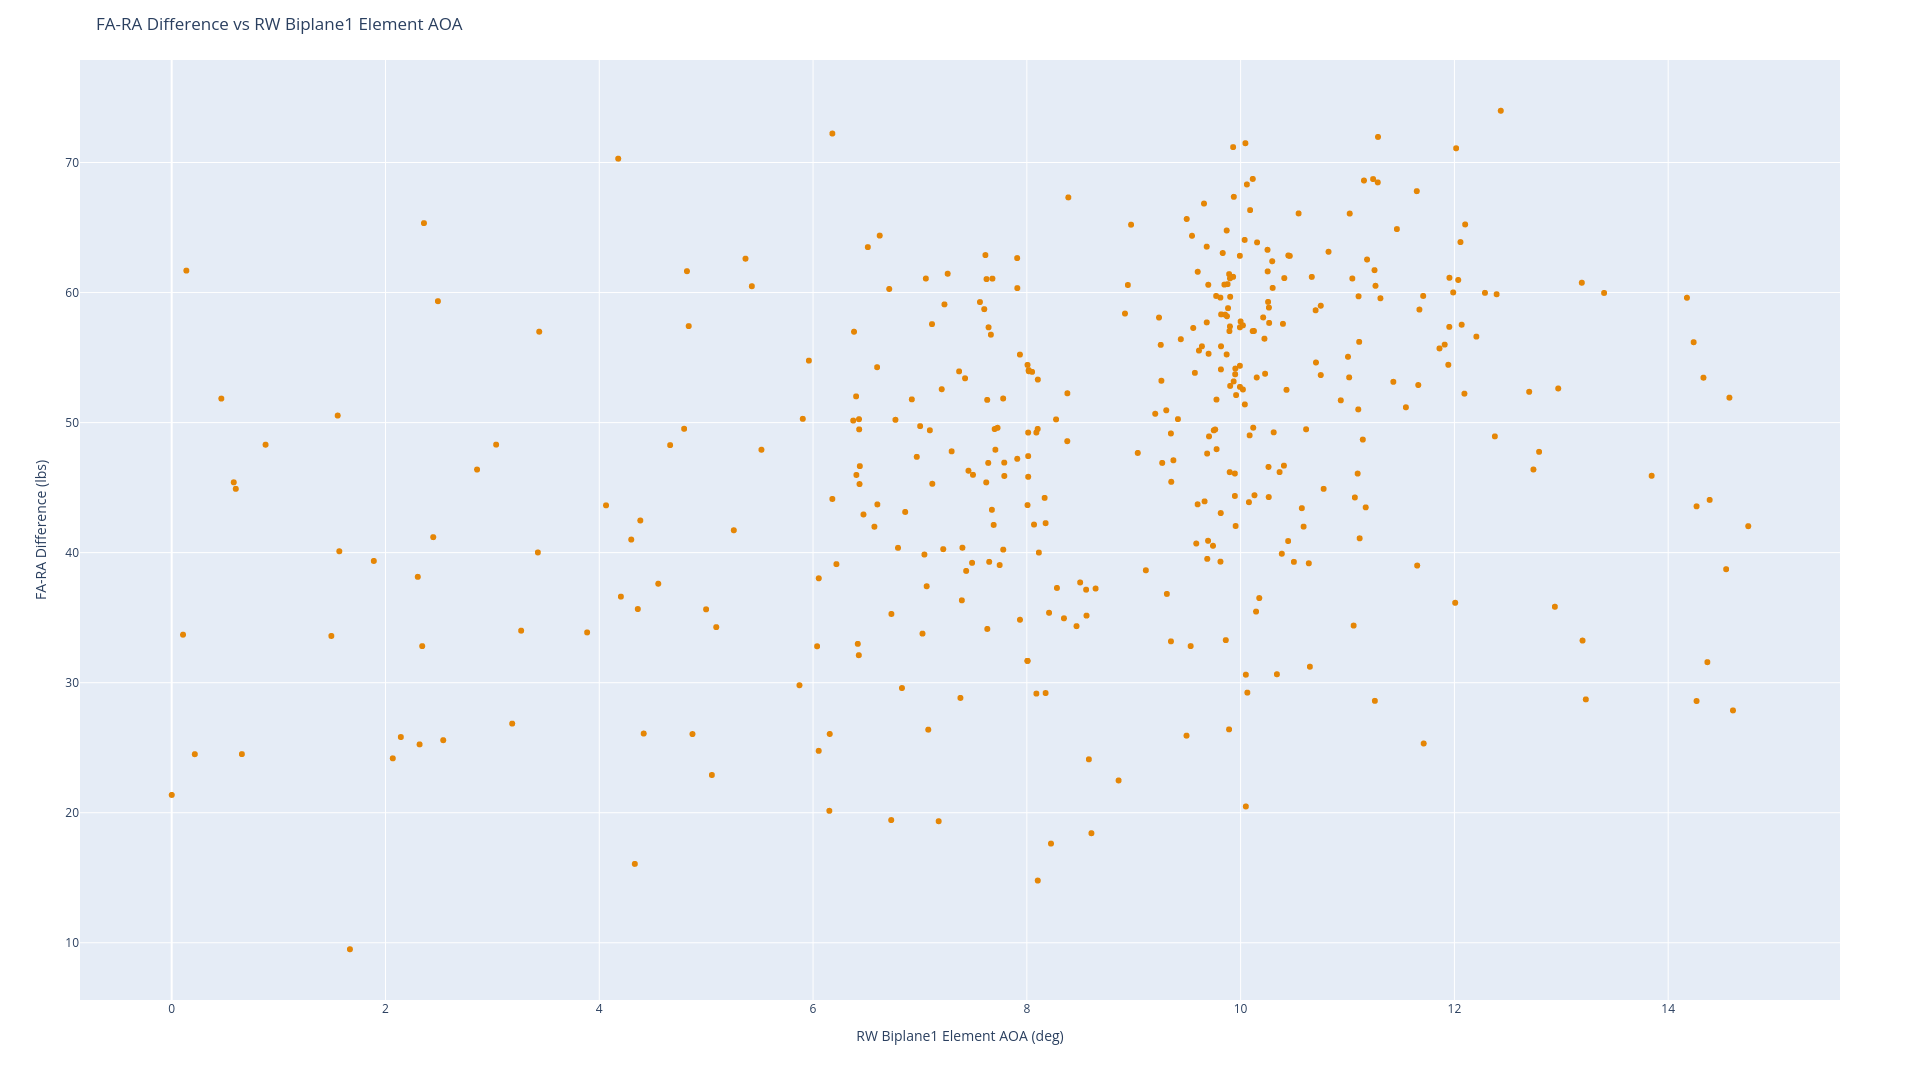 FA-RA Difference vs RW Biplane1 Element AOA
70
60
50
40
30
20
10
FA-RA Difference (lbs)
0 2 4 6 8 10 12 14
RW Biplane1 Element AOA (deg)